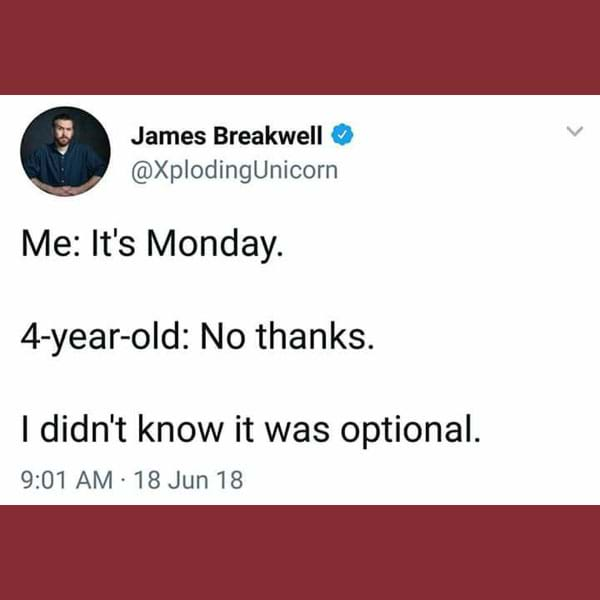 James Breakwell
@XplodingUnicorn
Me: It's Monday.
4-year-old: No thanks.
I didn't know it was optional.
9:01 AM · 18 Jun 18